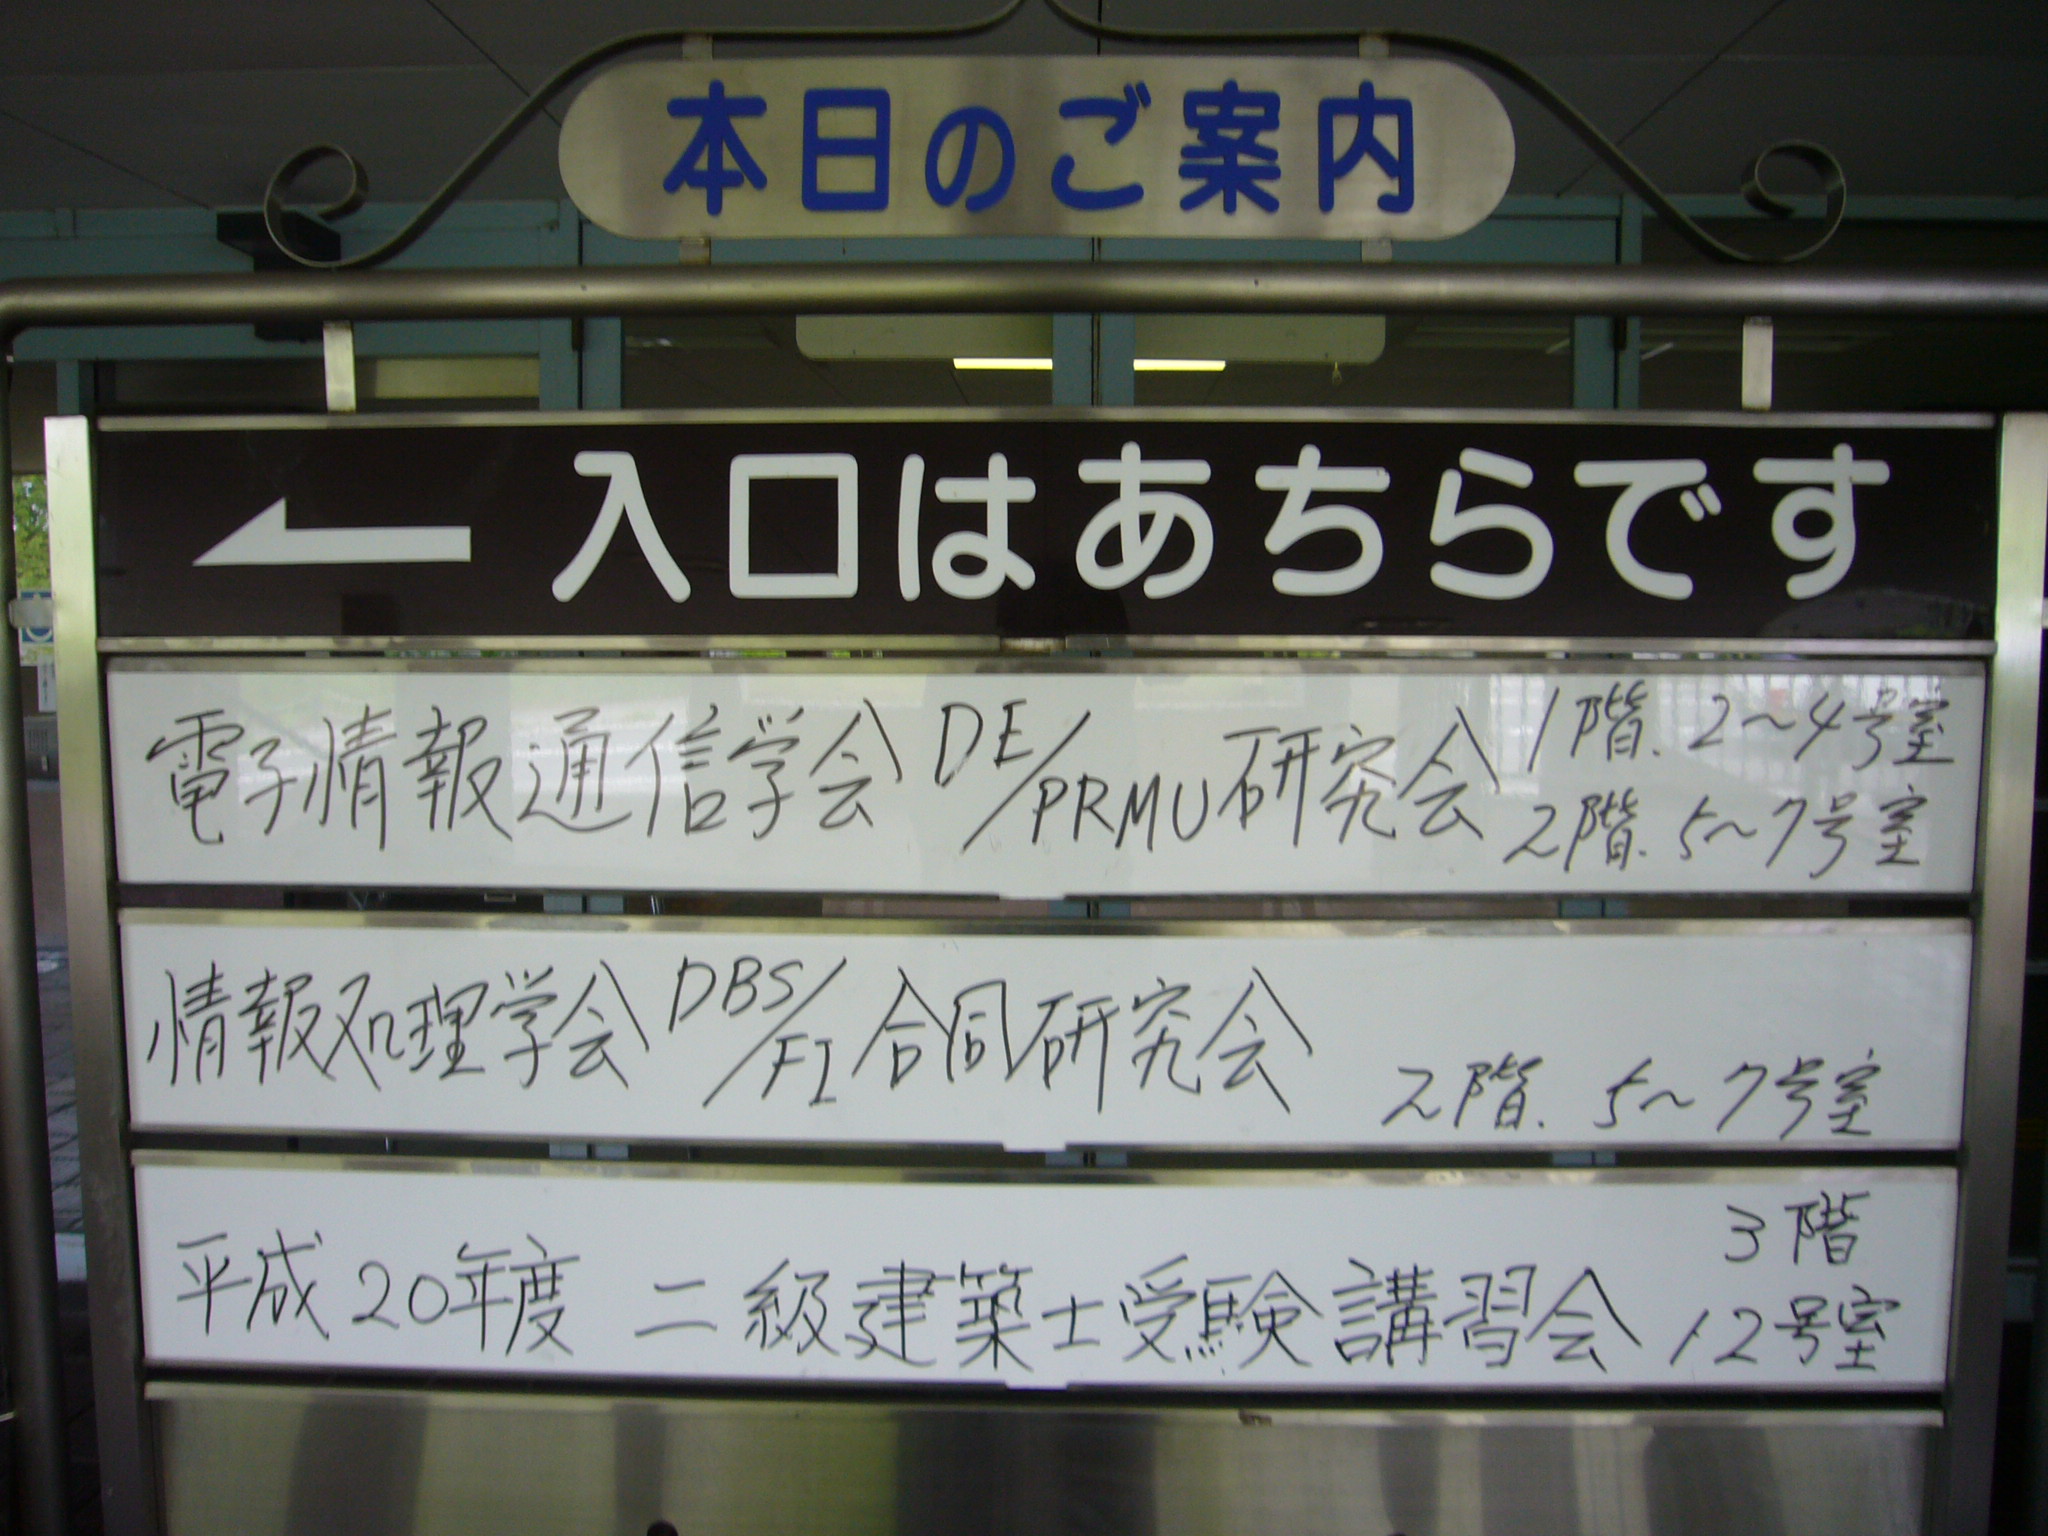 本日のご案内
入口はあちらです
電子情報通信学会 DE/PRMU 研究会 1階. 2~4号室
2階. 5~7号室
情報処理学会 DBS/FI 合同研究会 2階. 5~7号室
平成20年度 二級建築士受験講習会 3階
12号室